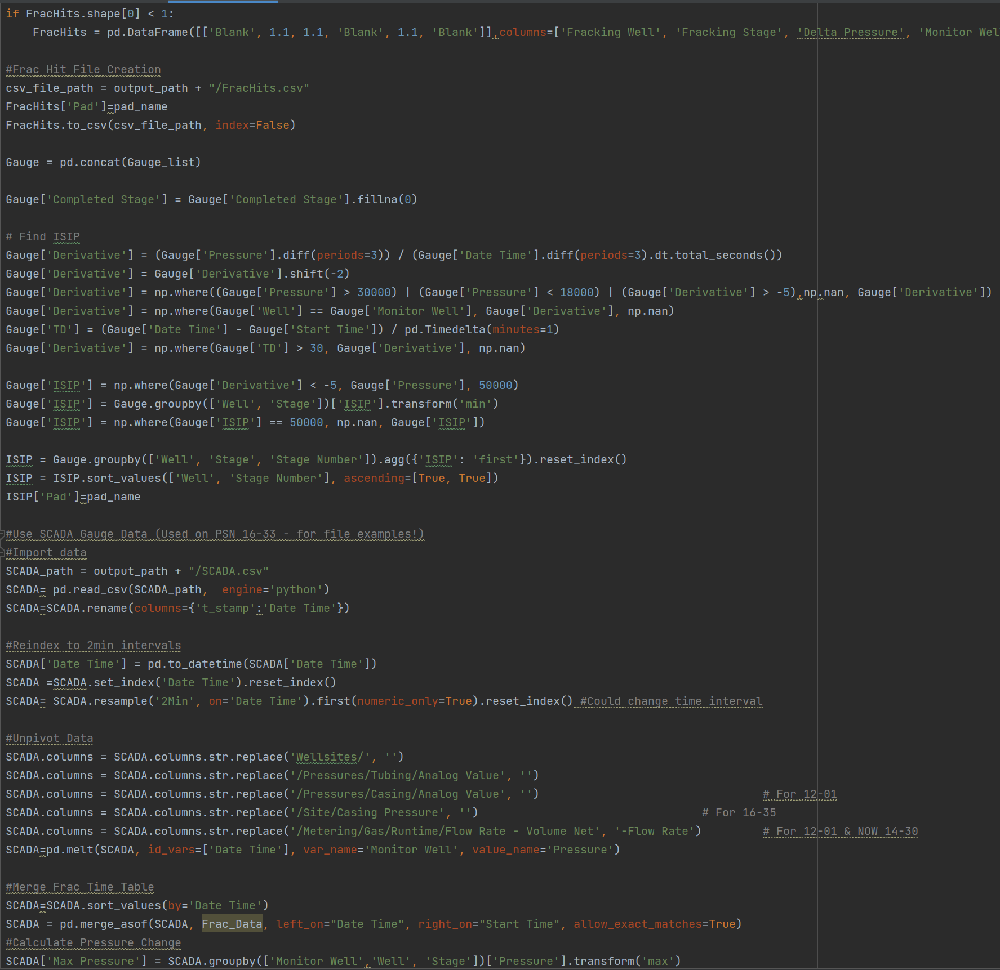 if FracHits.shape[0] < 1:
    FracHits = pd.DataFrame([['Blank', 1.1, 1.1, 'Blank', 1.1, 'Blank']],columns=['Fracking Well', 'Fracking Stage', 'Delta Pressure', 'Monitor Wel
#Frac Hit File Creation
csv_file_path = output_path + "/FracHits.csv"
FracHits['Pad']=pad_name
FracHits.to_csv(csv_file_path, index=False)
Gauge = pd.concat(Gauge_list)
Gauge['Completed Stage'] = Gauge['Completed Stage'].fillna(0)
# Find ISIP
Gauge['Derivative'] = (Gauge['Pressure'].diff(periods=3)) / (Gauge['Date Time'].diff(periods=3).dt.total_seconds())
Gauge['Derivative'] = Gauge['Derivative'].shift(-2)
Gauge['Derivative'] = np.where((Gauge['Pressure'] > 30000) | (Gauge['Pressure'] < 18000) | (Gauge['Derivative'] > -5),np.nan, Gauge['Derivative'])
Gauge['Derivative'] = np.where(Gauge['Well'] == Gauge['Monitor Well'], Gauge['Derivative'], np.nan)
Gauge['TD'] = (Gauge['Date Time'] - Gauge['Start Time']) / pd.Timedelta(minutes=1)
Gauge['Derivative'] = np.where(Gauge['TD'] > 30, Gauge['Derivative'], np.nan)
Gauge['ISIP'] = np.where(Gauge['Derivative'] < -5, Gauge['Pressure'], 50000)
Gauge['ISIP'] = Gauge.groupby(['Well', 'Stage'])['ISIP'].transform('min')
Gauge['ISIP'] = np.where(Gauge['ISIP'] == 50000, np.nan, Gauge['ISIP'])
ISIP = Gauge.groupby(['Well', 'Stage', 'Stage Number']).agg({'ISIP': 'first'}).reset_index()
ISIP = ISIP.sort_values(['Well', 'Stage Number'], ascending=[True, True])
ISIP['Pad']=pad_name
#Use SCADA Gauge Data (Used on PSN 16-33 - for file examples!)
#Import data
SCADA_path = output_path + "/SCADA.csv"
SCADA= pd.read_csv(SCADA_path,  engine='python')
SCADA=SCADA.rename(columns={'t_stamp':'Date Time'})
#Reindex to 2min intervals
SCADA['Date Time'] = pd.to_datetime(SCADA['Date Time'])
SCADA =SCADA.set_index('Date Time').reset_index()
SCADA= SCADA.resample('2Min', on='Date Time').first(numeric_only=True).reset_index() #Could change time interval
#Unpivot Data
SCADA.columns = SCADA.columns.str.replace('Wellsites/', '')
SCADA.columns = SCADA.columns.str.replace('/Pressures/Tubing/Analog Value', '')
SCADA.columns = SCADA.columns.str.replace('/Pressures/Casing/Analog Value', '')                                 # For 12-01
SCADA.columns = SCADA.columns.str.replace('/Site/Casing Pressure', '')                                 # For 16-35
SCADA.columns = SCADA.columns.str.replace('/Metering/Gas/Runtime/Flow Rate - Volume Net', '-Flow Rate')         # For 12-01 & NOW 14-30
SCADA=pd.melt(SCADA, id_vars=['Date Time'], var_name='Monitor Well', value_name='Pressure')
#Merge Frac Time Table
SCADA=SCADA.sort_values(by='Date Time')
SCADA = pd.merge_asof(SCADA, Frac_Data, left_on="Date Time", right_on="Start Time", allow_exact_matches=True)
#Calculate Pressure Change
SCADA['Max Pressure'] = SCADA.groupby(['Monitor Well','Well', 'Stage'])['Pressure'].transform('max')